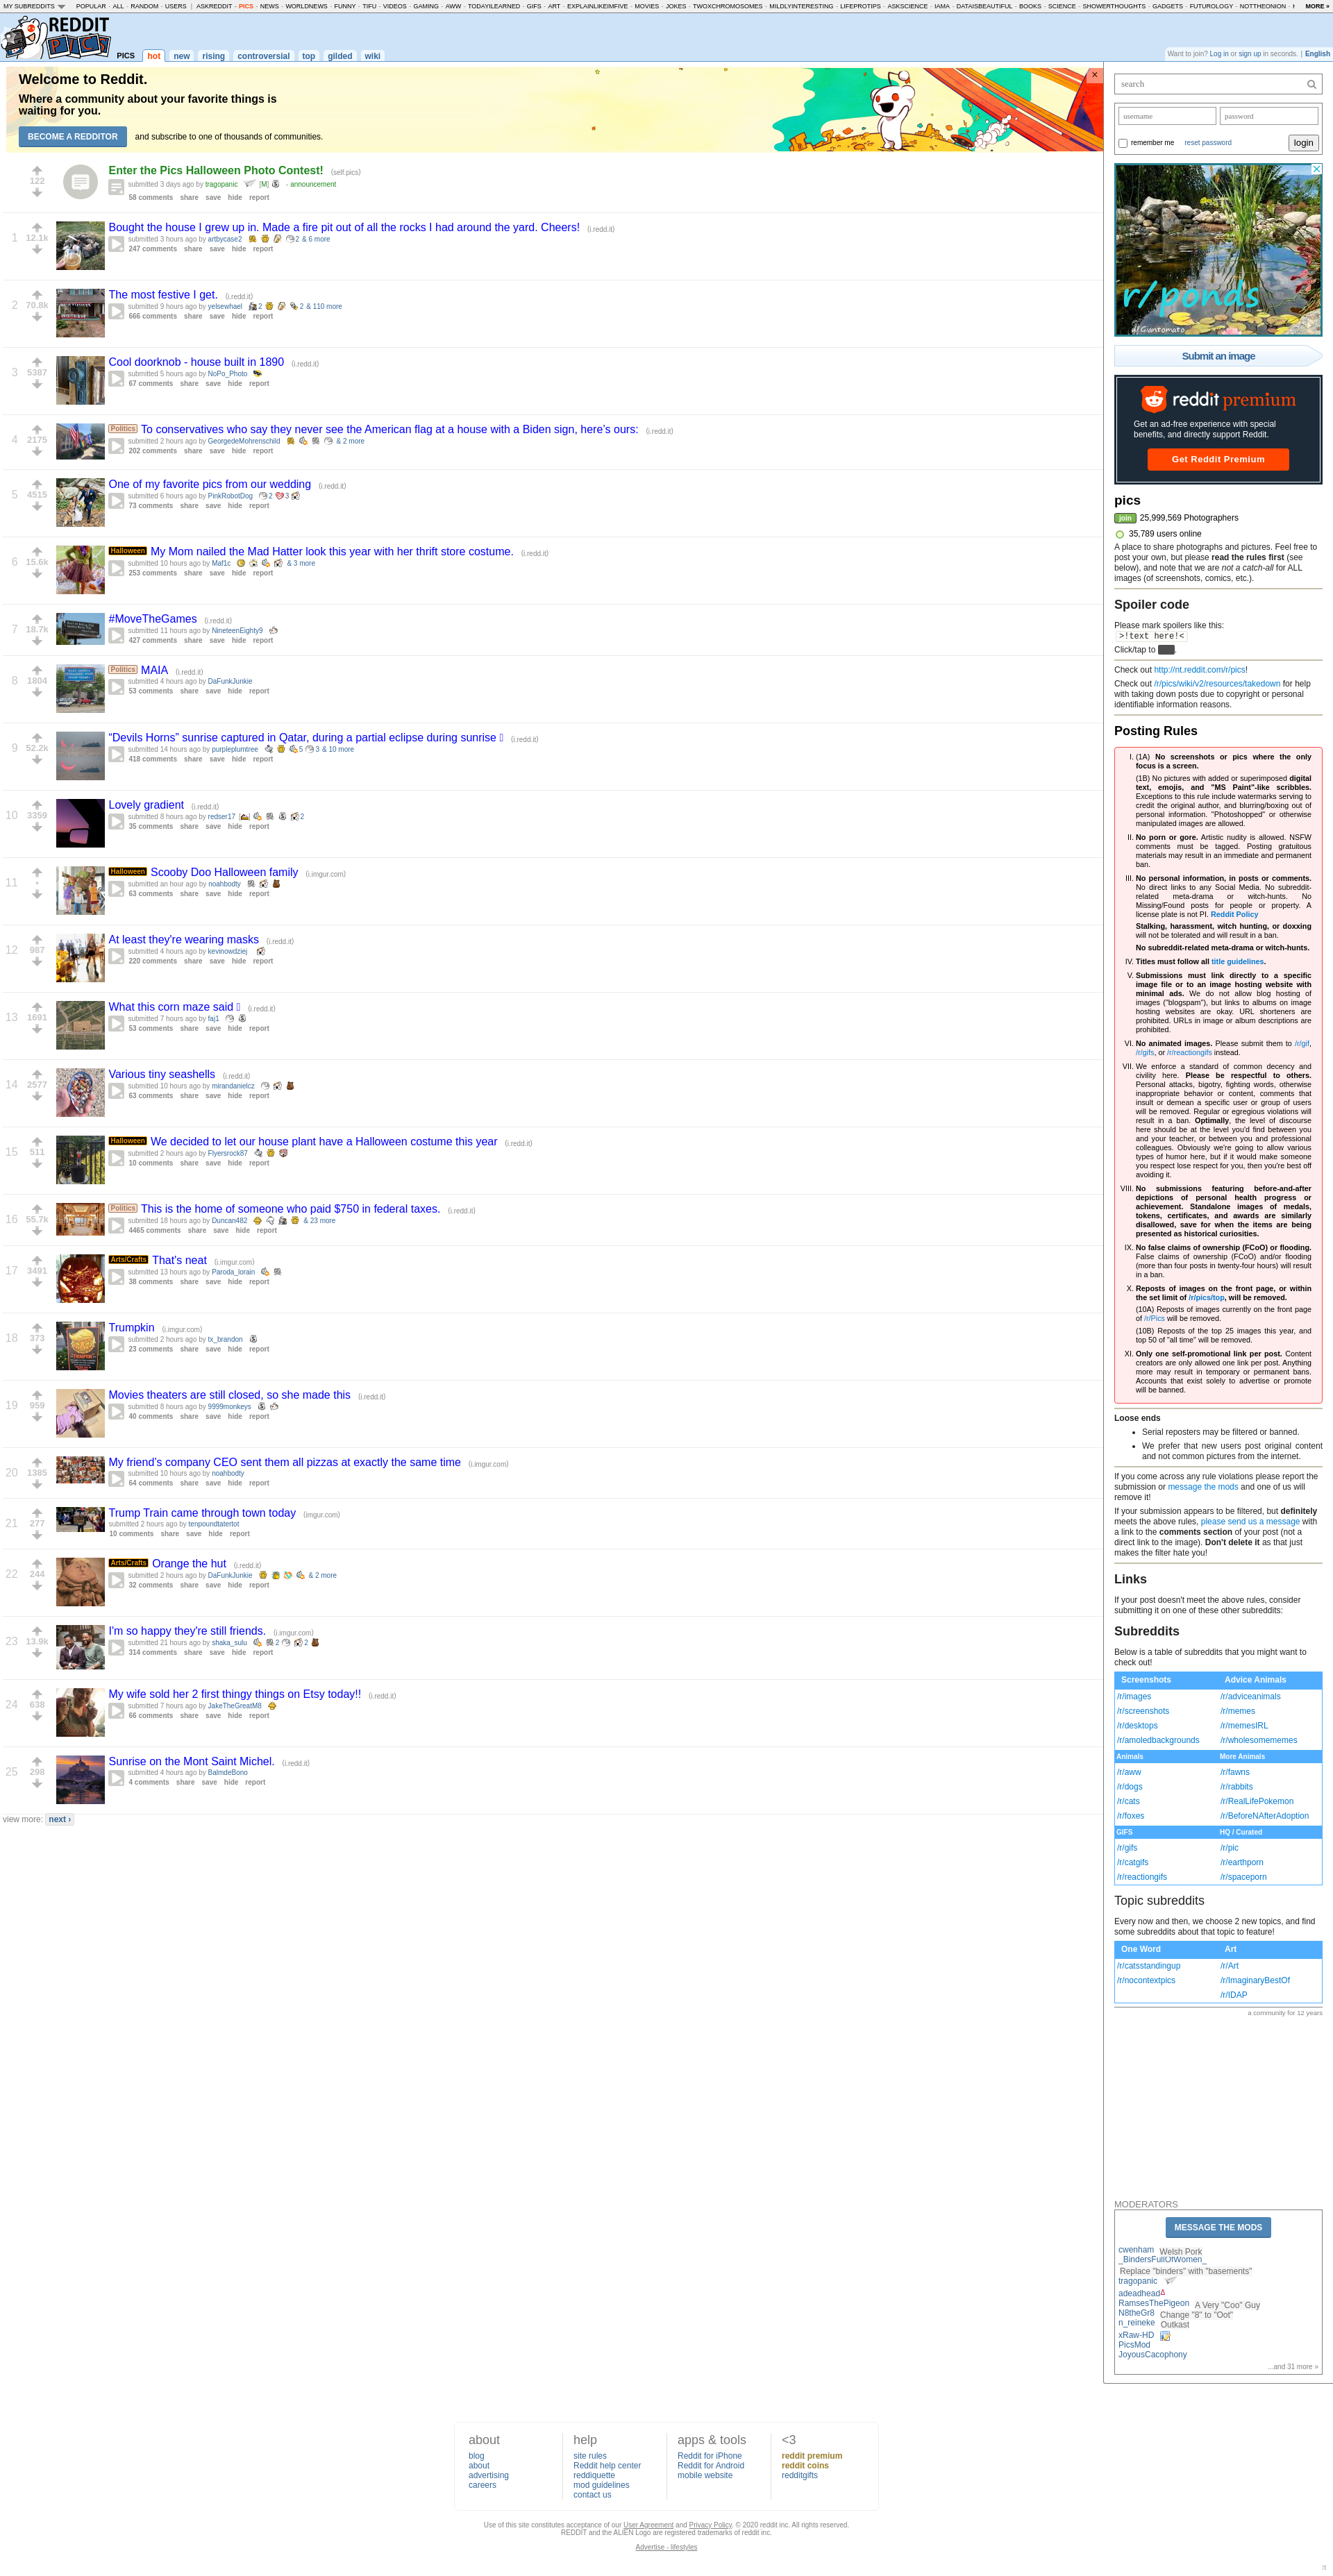 MY SUBREDDITS POPULAR - ALL - RANDOM - USERS | ASKREDDIT - PICS - NEWS - WORLDNEWS - FUNNY - TIFU - VIDEOS - GAMING - AWW - TODAYILEARNED - GIFS - ART - EXPLAINLIKEIMFIVE - MOVIES - JOKES - TWOXCHROMOSOMES - MILDLYINTERESTING - LIFEPROTIPS - ASKSCIENCE - IAMA - DATAISBEAUTIFUL - BOOKS - SCIENCE - SHOWERTHOUGHTS - GADGETS - FUTUROLOGY - NOTTHEONION - MORE »
REDDIT PICS
PICS hot new rising controversial top gilded wiki
Want to join? Log in or sign up in seconds. | English
Welcome to Reddit.
Where a community about your favorite things is
waiting for you.
BECOME A REDDITOR and subscribe to one of thousands of communities.
122
Enter the Pics Halloween Photo Contest! (self.pics)
submitted 3 days ago by tragopanic [M] - announcement
58 comments share save hide report
1 12.1k
Bought the house I grew up in. Made a fire pit out of all the rocks I had around the yard. Cheers! (i.redd.it)
submitted 3 hours ago by artbycase2 2 & 6 more
247 comments share save hide report
2 70.8k
The most festive I get. (i.redd.it)
submitted 9 hours ago by yelsewhael 2 2 & 110 more
666 comments share save hide report
3 5387
Cool doorknob - house built in 1890 (i.redd.it)
submitted 5 hours ago by NoPo_Photo
67 comments share save hide report
4 2175
Politics To conservatives who say they never see the American flag at a house with a Biden sign, here's ours: (i.redd.it)
submitted 2 hours ago by GeorgedeMohrenschild & 2 more
202 comments share save hide report
5 4515
One of my favorite pics from our wedding (i.redd.it)
submitted 6 hours ago by PinkRobotDog 2 3
73 comments share save hide report
6 15.6k
Halloween My Mom nailed the Mad Hatter look this year with her thrift store costume. (i.redd.it)
submitted 10 hours ago by Maf1c & 3 more
253 comments share save hide report
7 18.7k
#MoveTheGames (i.redd.it)
submitted 11 hours ago by NineteenEighty9
427 comments share save hide report
8 1804
Politics MAIA (i.redd.it)
submitted 4 hours ago by DaFunkJunkie
53 comments share save hide report
9 52.2k
"Devils Horns" sunrise captured in Qatar, during a partial eclipse during sunrise (i.redd.it)
submitted 14 hours ago by purpleplumtree 5 3 & 10 more
418 comments share save hide report
10 3359
Lovely gradient (i.redd.it)
submitted 8 hours ago by redser17 2
35 comments share save hide report
11 •
Halloween Scooby Doo Halloween family (i.imgur.com)
submitted an hour ago by noahbodty
63 comments share save hide report
12 987
At least they're wearing masks (i.redd.it)
submitted 4 hours ago by kevinowdziej
220 comments share save hide report
13 1691
What this corn maze said (i.redd.it)
submitted 7 hours ago by faj1
53 comments share save hide report
14 2577
Various tiny seashells (i.redd.it)
submitted 10 hours ago by mirandanielcz
63 comments share save hide report
15 511
Halloween We decided to let our house plant have a Halloween costume this year (i.redd.it)
submitted 2 hours ago by Flyersrock87
10 comments share save hide report
16 55.7k
Politics This is the home of someone who paid $750 in federal taxes. (i.redd.it)
submitted 18 hours ago by Duncan482 & 23 more
4465 comments share save hide report
17 3491
Arts/Crafts That's neat (i.imgur.com)
submitted 13 hours ago by Paroda_lorain
38 comments share save hide report
18 373
Trumpkin (i.imgur.com)
submitted 2 hours ago by tx_brandon
23 comments share save hide report
19 959
Movies theaters are still closed, so she made this (i.redd.it)
submitted 8 hours ago by 9999monkeys
40 comments share save hide report
20 1385
My friend's company CEO sent them all pizzas at exactly the same time (i.imgur.com)
submitted 10 hours ago by noahbodty
64 comments share save hide report
21 277
Trump Train came through town today (imgur.com)
submitted 2 hours ago by tenpoundtatertot
10 comments share save hide report
22 244
Arts/Crafts Orange the hut (i.redd.it)
submitted 2 hours ago by DaFunkJunkie & 2 more
32 comments share save hide report
23 13.9k
I'm so happy they're still friends. (i.imgur.com)
submitted 21 hours ago by shaka_sulu 2 2
314 comments share save hide report
24 638
My wife sold her 2 first thingy things on Etsy today!! (i.redd.it)
submitted 7 hours ago by JakeTheGreatM8
66 comments share save hide report
25 298
Sunrise on the Mont Saint Michel. (i.redd.it)
submitted 4 hours ago by BalmdeBono
4 comments share save hide report
view more: next ›
search
username password
remember me reset password login
r/ponds
u/Giantomato
Submit an image
reddit premium
Get an ad-free experience with special
benefits, and directly support Reddit.
Get Reddit Premium
pics
join 25,999,569 Photographers
35,789 users online
A place to share photographs and pictures. Feel free to
post your own, but please read the rules first (see
below), and note that we are not a catch-all for ALL
images (of screenshots, comics, etc.).
Spoiler code
Please mark spoilers like this:
>!text here!<
Click/tap to .
Check out http://nt.reddit.com/r/pics!
Check out /r/pics/wiki/v2/resources/takedown for help
with taking down posts due to copyright or personal
identifiable information reasons.
Posting Rules
I. (1A) No screenshots or pics where the only
focus is a screen.
(1B) No pictures with added or superimposed digital
text, emojis, and "MS Paint"-like scribbles.
Exceptions to this rule include watermarks serving to
credit the original author, and blurring/boxing out of
personal information. "Photoshopped" or otherwise
manipulated images are allowed.
II. No porn or gore. Artistic nudity is allowed. NSFW
comments must be tagged. Posting gratuitous
materials may result in an immediate and permanent
ban.
III. No personal information, in posts or comments.
No direct links to any Social Media. No subreddit-
related meta-drama or witch-hunts. No
Missing/Found posts for people or property. A
license plate is not PI. Reddit Policy
Stalking, harassment, witch hunting, or doxxing
will not be tolerated and will result in a ban.
No subreddit-related meta-drama or witch-hunts.
IV. Titles must follow all title guidelines.
V. Submissions must link directly to a specific
image file or to an image hosting website with
minimal ads. We do not allow blog hosting of
images ("blogspam"), but links to albums on image
hosting websites are okay. URL shorteners are
prohibited. URLs in image or album descriptions are
prohibited.
VI. No animated images. Please submit them to /r/gif,
/r/gifs, or /r/reactiongifs instead.
VII. We enforce a standard of common decency and
civility here. Please be respectful to others.
Personal attacks, bigotry, fighting words, otherwise
inappropriate behavior or content, comments that
insult or demean a specific user or group of users
will be removed. Regular or egregious violations will
result in a ban. Optimally, the level of discourse
here should be at the level you'd find between you
and your teacher, or between you and professional
colleagues. Obviously we're going to allow various
types of humor here, but if it would make someone
you respect lose respect for you, then you're best off
avoiding it.
VIII. No submissions featuring before-and-after
depictions of personal health progress or
achievement. Standalone images of medals,
tokens, certificates, and awards are similarly
disallowed, save for when the items are being
presented as historical curiosities.
IX. No false claims of ownership (FCoO) or flooding.
False claims of ownership (FCoO) and/or flooding
(more than four posts in twenty-four hours) will result
in a ban.
X. Reposts of images on the front page, or within
the set limit of /r/pics/top, will be removed.
(10A) Reposts of images currently on the front page
of /r/Pics will be removed.
(10B) Reposts of the top 25 images this year, and
top 50 of "all time" will be removed.
XI. Only one self-promotional link per post. Content
creators are only allowed one link per post. Anything
more may result in temporary or permanent bans.
Accounts that exist solely to advertise or promote
will be banned.
Loose ends
• Serial reposters may be filtered or banned.
• We prefer that new users post original content
and not common pictures from the internet.
If you come across any rule violations please report the
submission or message the mods and one of us will
remove it!
If your submission appears to be filtered, but definitely
meets the above rules, please send us a message with
a link to the comments section of your post (not a
direct link to the image). Don't delete it as that just
makes the filter hate you!
Links
If your post doesn't meet the above rules, consider
submitting it on one of these other subreddits:
Subreddits
Below is a table of subreddits that you might want to
check out!
Screenshots Advice Animals
/r/images /r/adviceanimals
/r/screenshots /r/memes
/r/desktops /r/memesIRL
/r/amoledbackgrounds /r/wholesomememes
Animals More Animals
/r/aww /r/fawns
/r/dogs /r/rabbits
/r/cats /r/RealLifePokemon
/r/foxes /r/BeforeNAfterAdoption
GIFS HQ / Curated
/r/gifs /r/pic
/r/catgifs /r/earthporn
/r/reactiongifs /r/spaceporn
Topic subreddits
Every now and then, we choose 2 new topics, and find
some subreddits about that topic to feature!
One Word Art
/r/catsstandingup /r/Art
/r/nocontextpics /r/ImaginaryBestOf
/r/IDAP
a community for 12 years
MODERATORS
MESSAGE THE MODS
cwenham Welsh Pork
_BindersFullOfWomen_
Replace "binders" with "basements"
tragopanic
adeadheadΔ
RamsesThePigeon A Very "Coo" Guy
N8theGr8 Change "8" to "Oot"
n_reineke Outkast
xRaw-HD
PicsMod
JoyousCacophony
...and 31 more »
about
blog
about
advertising
careers
help
site rules
Reddit help center
reddiquette
mod guidelines
contact us
apps & tools
Reddit for iPhone
Reddit for Android
mobile website
<3
reddit premium
reddit coins
redditgifts
Use of this site constitutes acceptance of our User Agreement and Privacy Policy. © 2020 reddit inc. All rights reserved.
REDDIT and the ALIEN Logo are registered trademarks of reddit inc.
Advertise - lifestyles